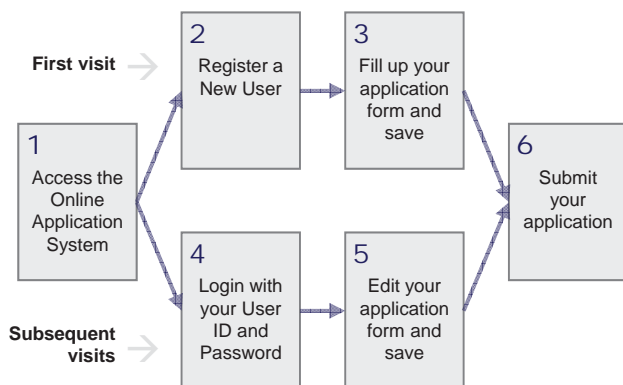 First visit
2
Register a
New User
3
Fill up your
application
form and
save
1
Access the
Online
Application
System
6
Submit
your
application
Subsequent
visits
4
Login with
your User
ID and
Password
5
Edit your
application
form and
save